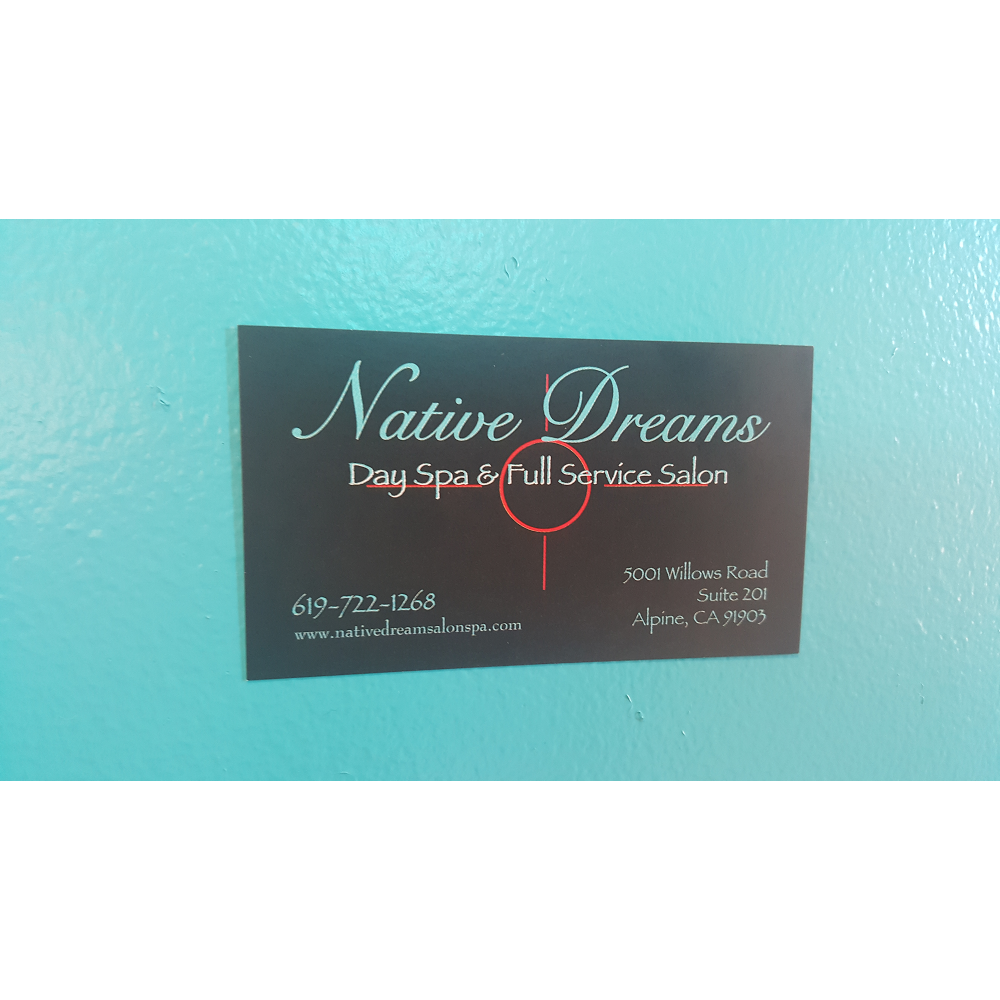 Native Dreams
Day Spa & Full Service Salon
619-722-1268
www.nativedreamsalonspa.com
5001 Willows Road
Suite 201
Alpine, CA 91903